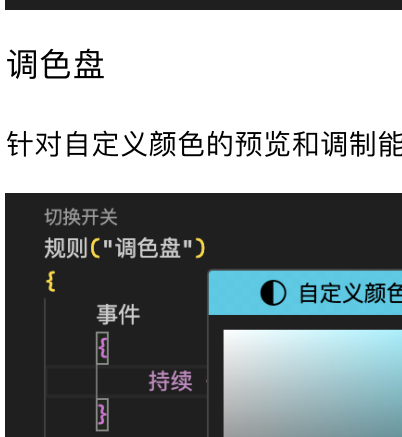 调色盘
针对自定义颜色的预览和调制能
切换开关
规则("调色盘")
{
自定义颜色
事件
{
持续
}